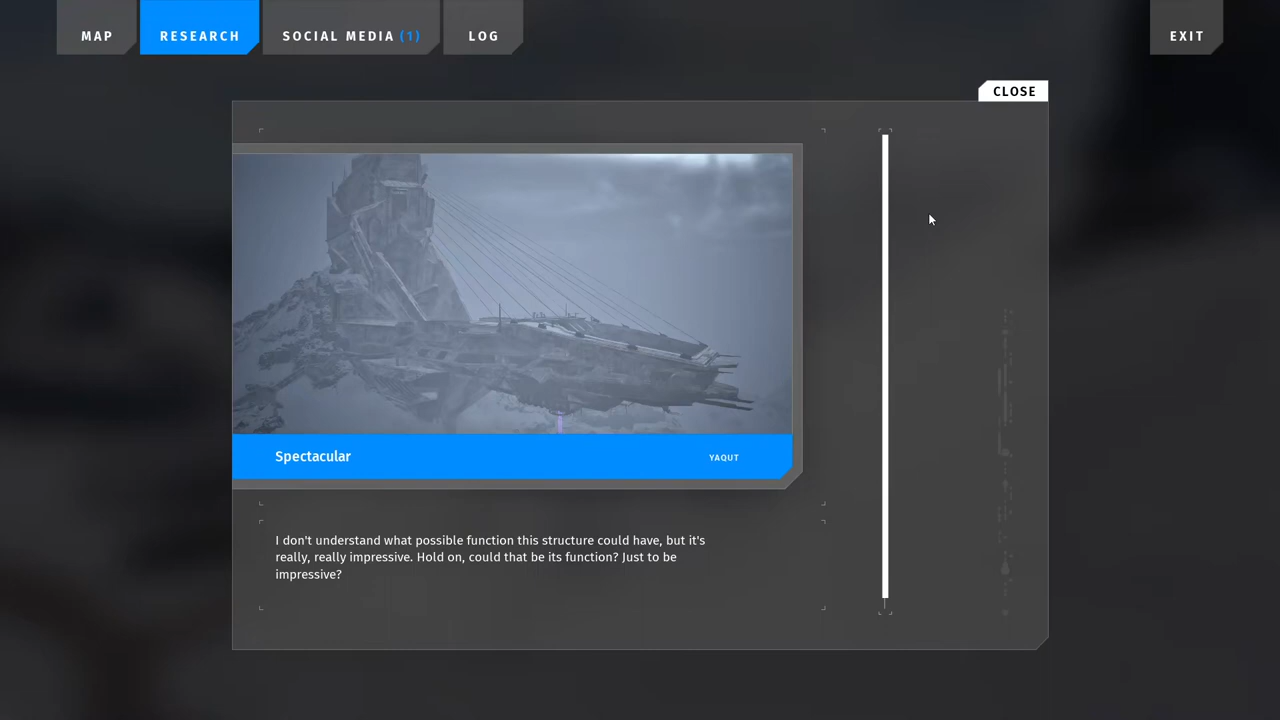 MAP
RESEARCH
SOCIAL MEDIA (1)
LOG
EXIT
CLOSE
Spectacular
YAQUT
I don't understand what possible function this structure could have, but it's
really, really impressive. Hold on, could that be its function? Just to be
impressive?